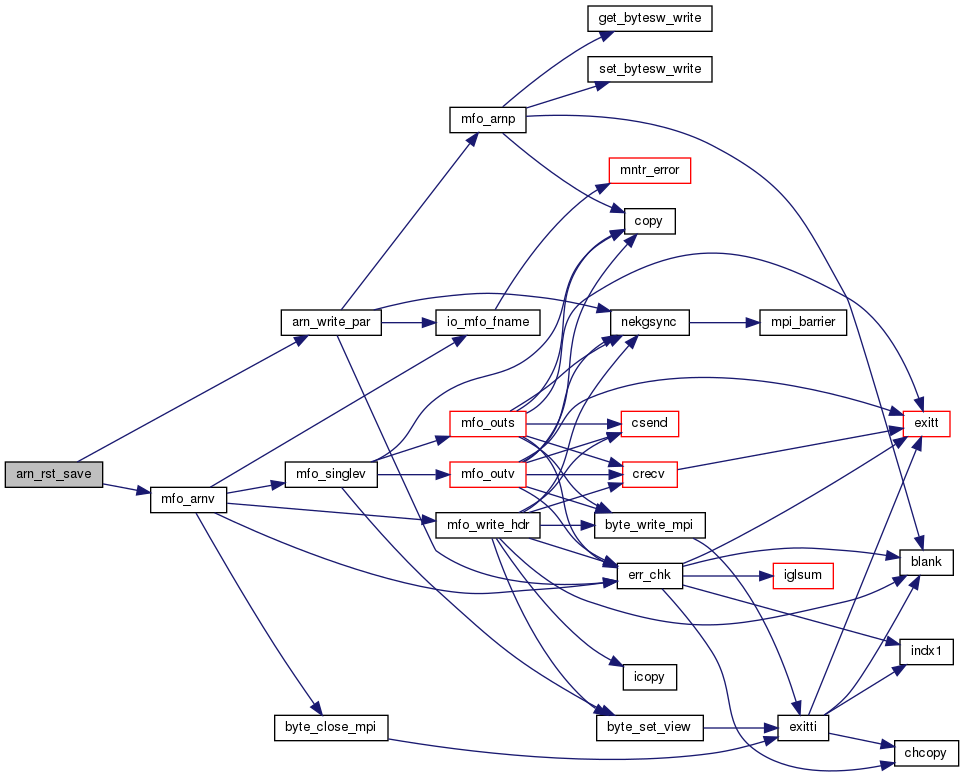 get_bytesw_write
set_bytesw_write
mfo_arnp
mntr_error
copy
arn_write_par
io_mfo_fname
nekgsync
mpi_barrier
mfo_outs
csend
exitt
arn_rst_save
mfo_singlev
mfo_outv
crecv
mfo_arnv
mfo_write_hdr
byte_write_mpi
blank
err_chk
iglsum
indx1
icopy
byte_close_mpi
byte_set_view
exitti
chcopy